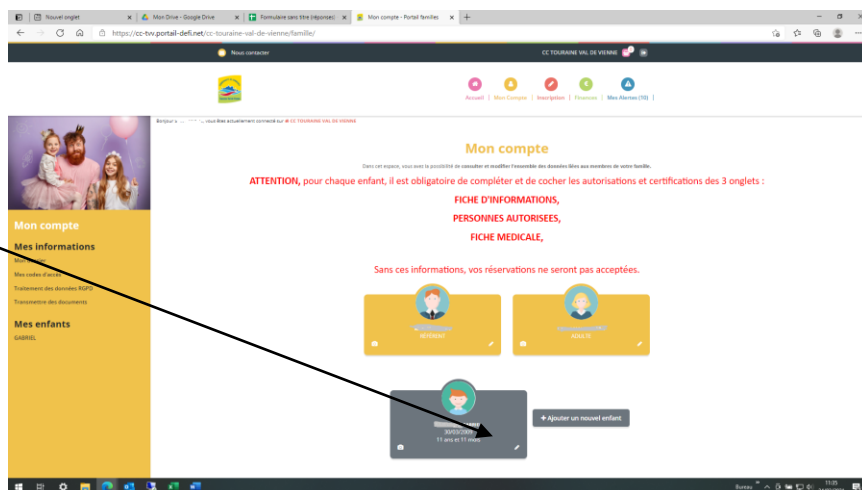 Nouvel onglet
Mon Drive - Google Drive
Formulaire sans titre (réponses)
Mon compte - Portail familles
https://cc-tvv.portail-defi.net/cc-touraine-val-de-vienne/famille/
Nous contacter
CC TOURAINE VAL DE VIENNE
Accueil | Mon Compte | Inscription | Finances | Mes Alertes (10) |
vous êtes actuellement connecté sur CC TOURAINE VAL DE VIENNE
Mon compte
Dans cet espace, vous avez la possibilité de consulter et modifier l'ensemble des données liées aux membres de votre famille.
ATTENTION, pour chaque enfant, il est obligatoire de compléter et de cocher les autorisations et certifications des 3 onglets :
FICHE D'INFORMATIONS,
PERSONNES AUTORISEES,
FICHE MEDICALE,
Sans ces informations, vos réservations ne seront pas acceptées.
Mon compte
Mes informations
Mes codes d'accès
Traitement des données RGPD
Transmettre des documents
Mes enfants
GABRIEL
RÉFÉRENT
ADULTE
30/03/2009
11 ans et 11 mois
+ Ajouter un nouvel enfant
Bureau
11:25